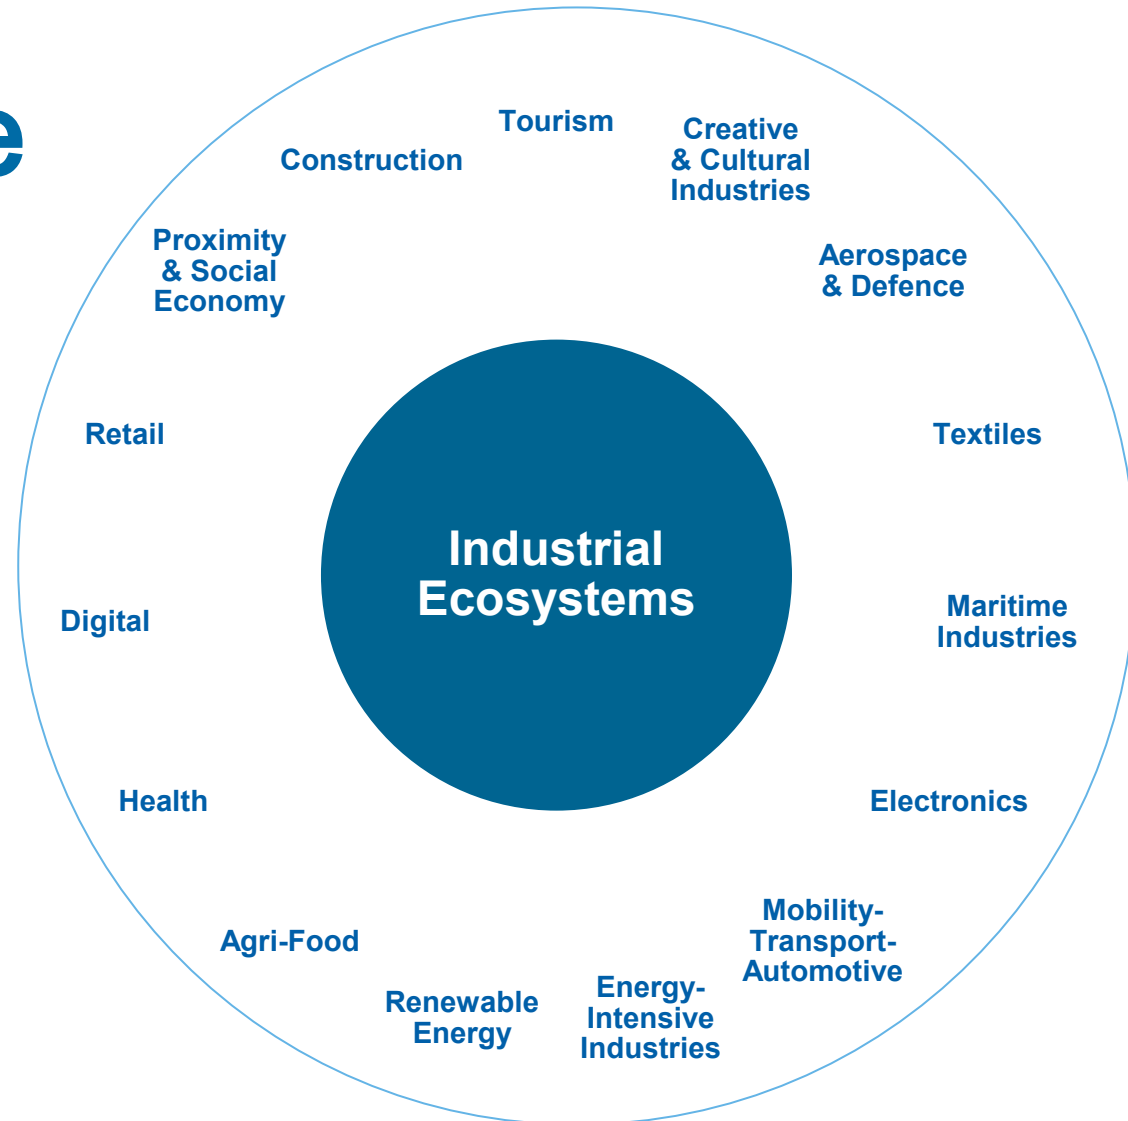 e
Tourism
Creative
& Cultural
Industries
Construction
Proximity
& Social
Economy
Aerospace
& Defence
Retail
Textiles
Industrial
Ecosystems
Digital
Maritime
Industries
Health
Electronics
Mobility-
Transport-
Automotive
Agri-Food
Renewable
Energy
Energy-
Intensive
Industries